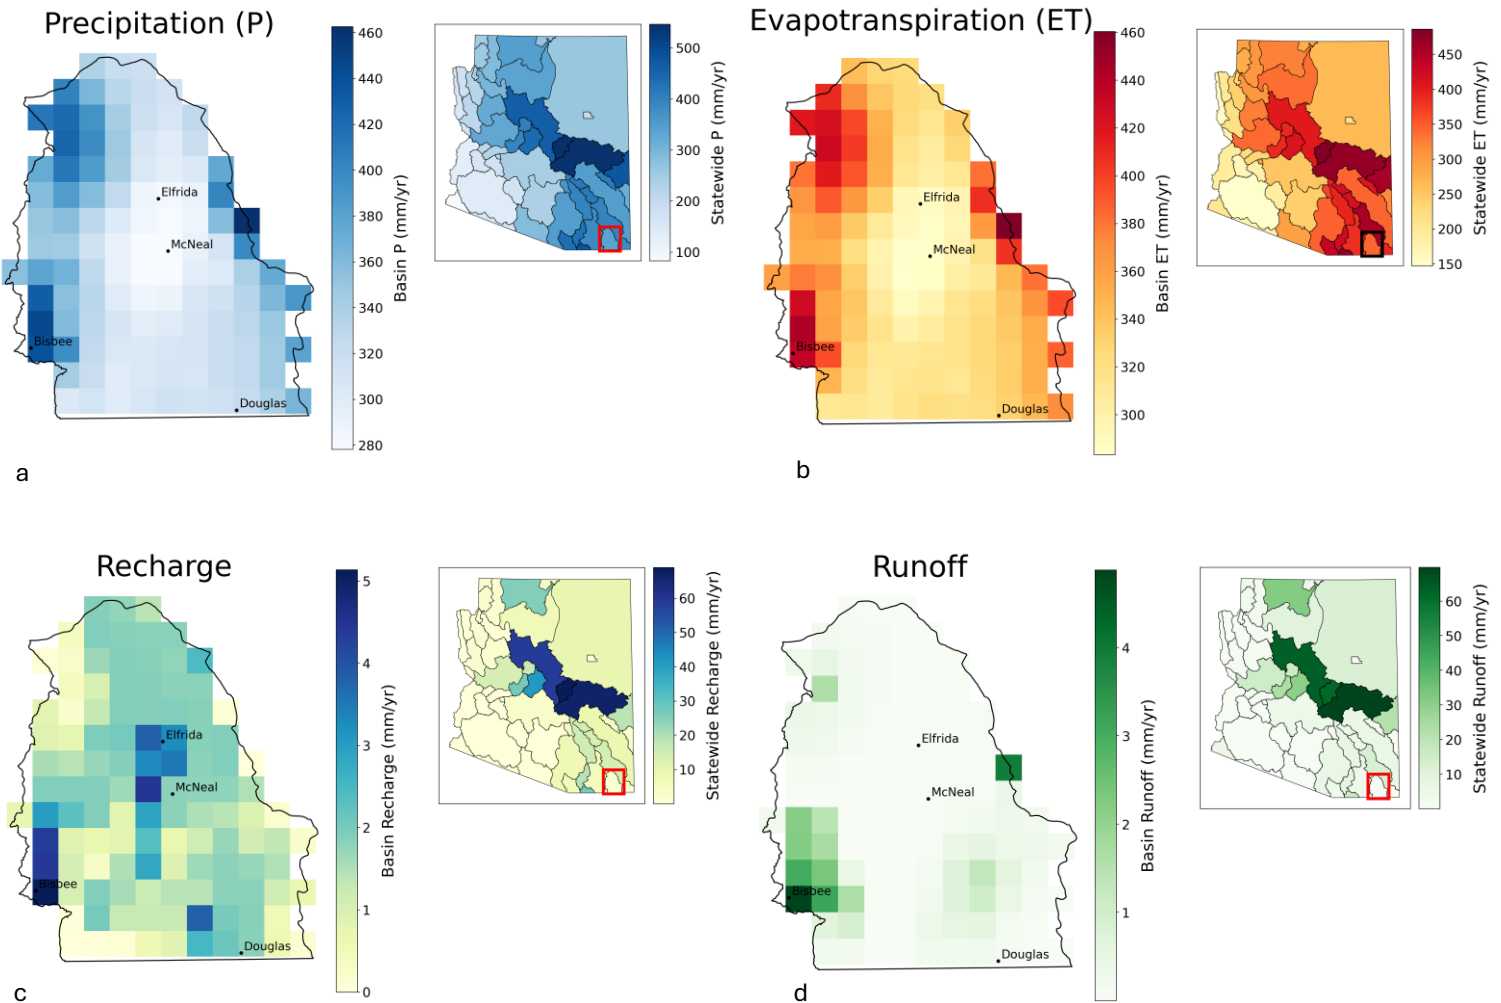 Precipitation (P)
460
440
420
400
380
360
340
320
300
280
Basin P (mm/yr)
Elfrida
McNeal
Bisbee
Douglas
500
400
300
200
100
Statewide P (mm/yr)
a
Evapotranspiration (ET)
460
440
420
400
380
360
340
320
300
Basin ET (mm/yr)
Elfrida
McNeal
Bisbee
Douglas
450
400
350
300
250
200
150
Statewide ET (mm/yr)
b
Recharge
5
4
3
2
1
0
Basin Recharge (mm/yr)
Elfrida
McNeal
Bisbee
Douglas
60
50
40
30
20
10
Statewide Recharge (mm/yr)
c
Runoff
4
3
2
1
Basin Runoff (mm/yr)
Elfrida
McNeal
Bisbee
Douglas
60
50
40
30
20
10
Statewide Runoff (mm/yr)
d